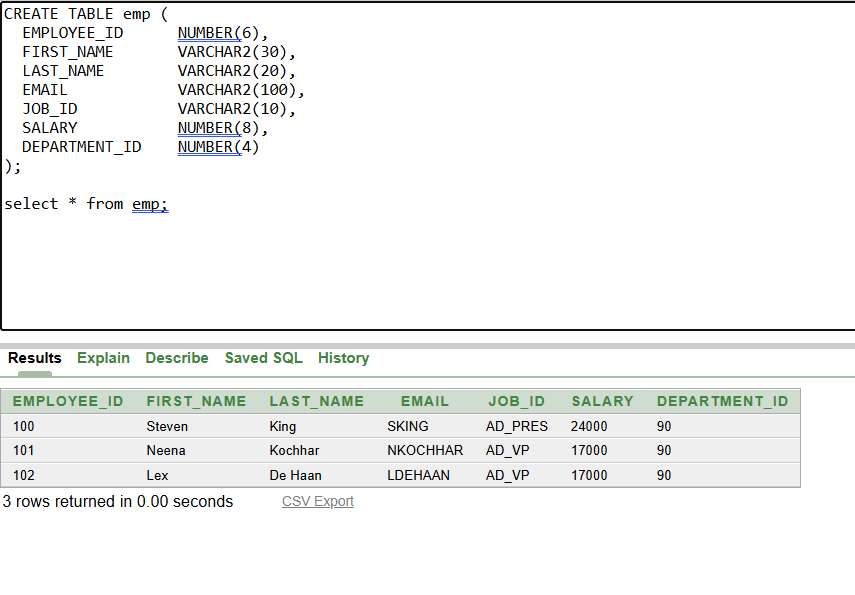 CREATE TABLE emp (
  EMPLOYEE_ID      NUMBER(6),
  FIRST_NAME       VARCHAR2(30),
  LAST_NAME        VARCHAR2(20),
  EMAIL            VARCHAR2(100),
  JOB_ID           VARCHAR2(10),
  SALARY           NUMBER(8),
  DEPARTMENT_ID    NUMBER(4)
);
select * from emp;
Results Explain Describe Saved SQL History
EMPLOYEE_ID FIRST_NAME LAST_NAME EMAIL JOB_ID SALARY DEPARTMENT_ID
100 Steven King SKING AD_PRES 24000 90
101 Neena Kochhar NKOCHHAR AD_VP 17000 90
102 Lex De Haan LDEHAAN AD_VP 17000 90
3 rows returned in 0.00 seconds CSV Export